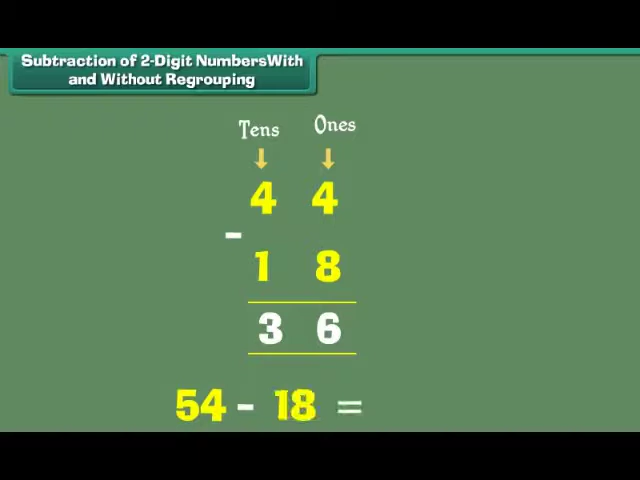 Subtraction of 2-Digit NumbersWith
and Without Regrouping
Tens Ones
4 4
-
1 8
3 6
54 - 18 =